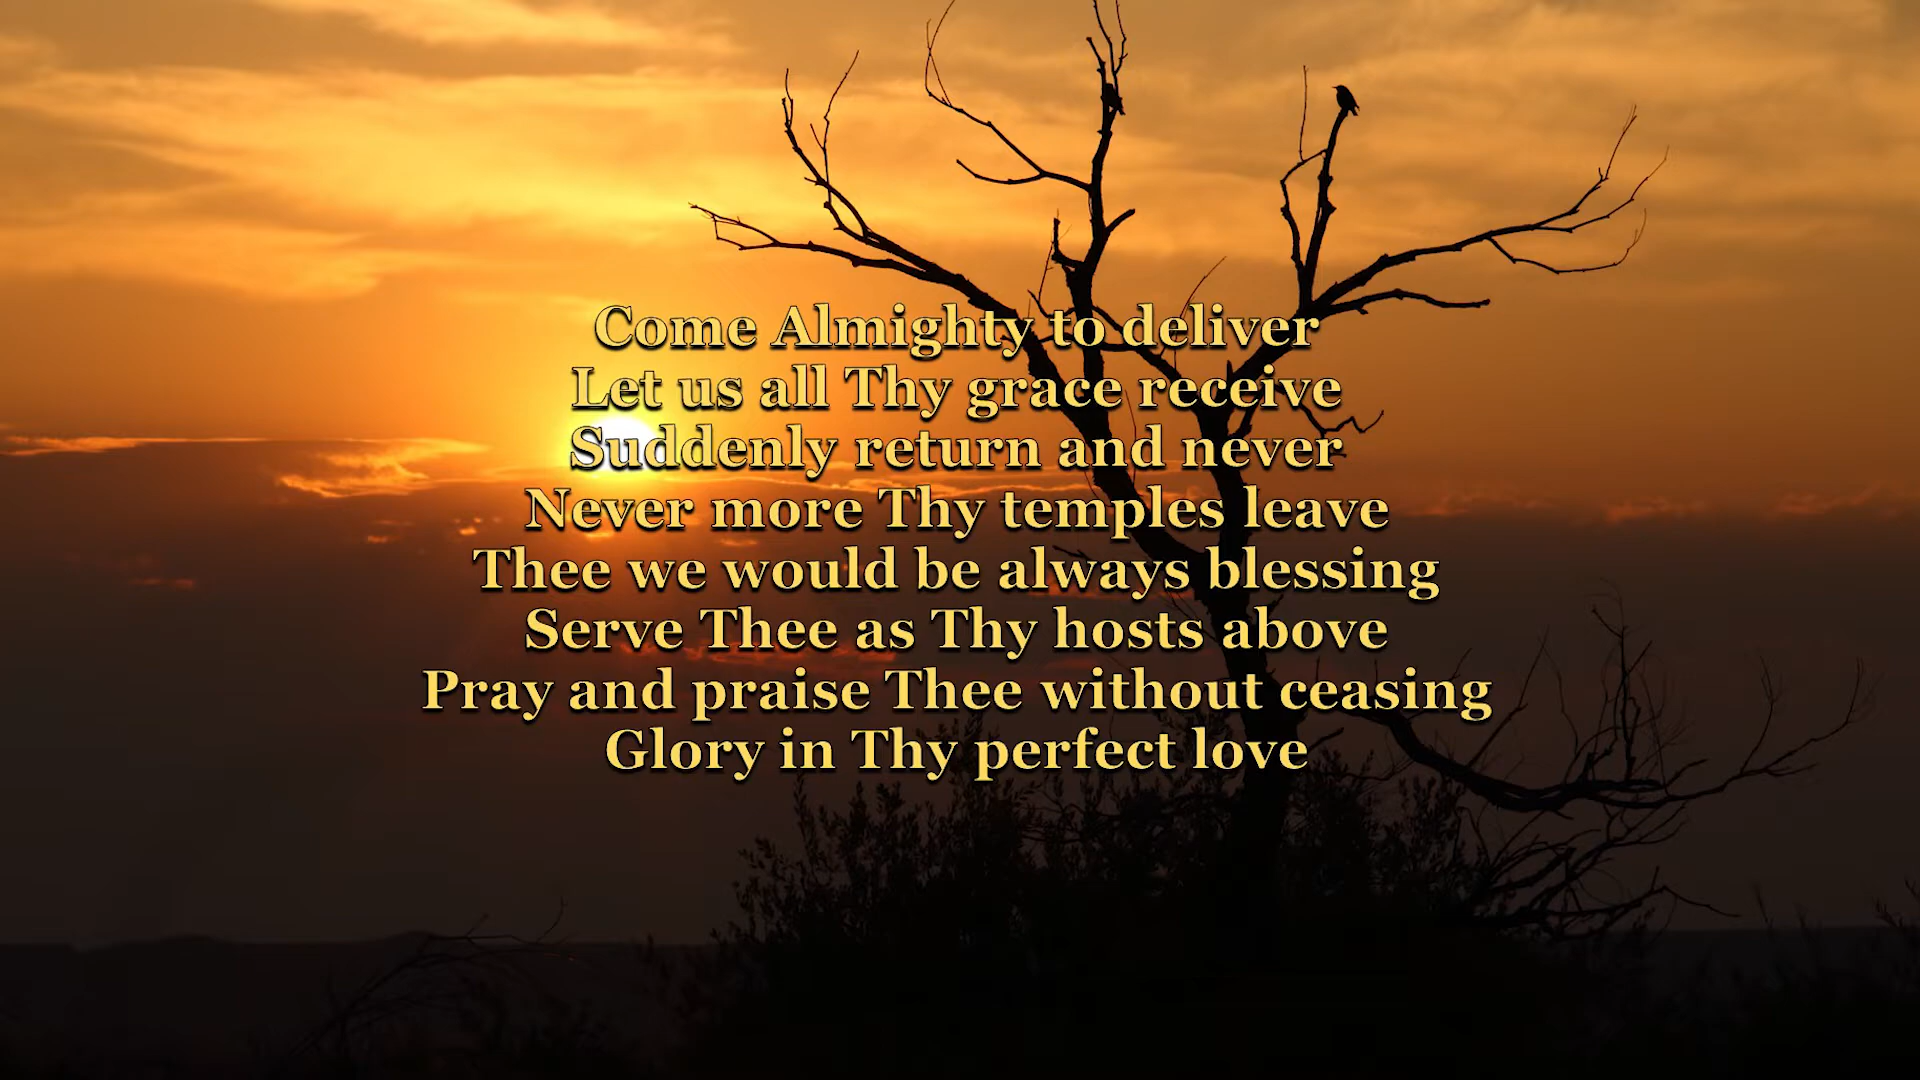 Come Almighty to deliver
Let us all Thy grace receive
Suddenly return and never
Never more Thy temples leave
Thee we would be always blessing
Serve Thee as Thy hosts above
Pray and praise Thee without ceasing
Glory in Thy perfect love